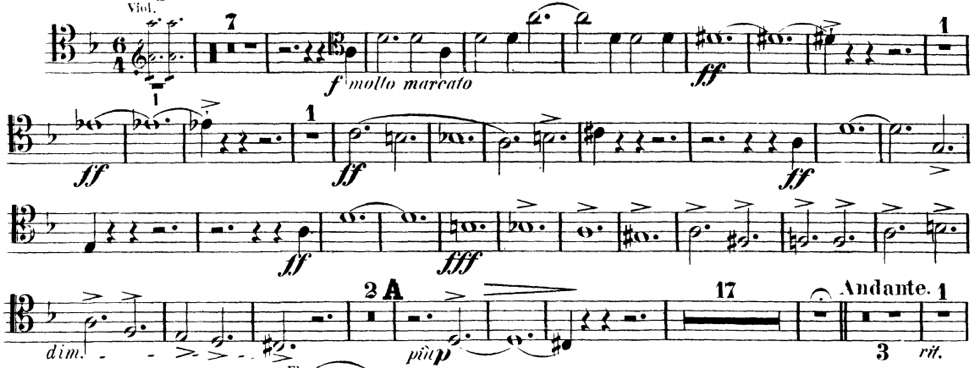 Viol.
6 4 7 1
f molto marcato ff
1 1
ff ff ff
ff fff
2 A 17 Andante. 1
dim. - - - più p 3 rit.